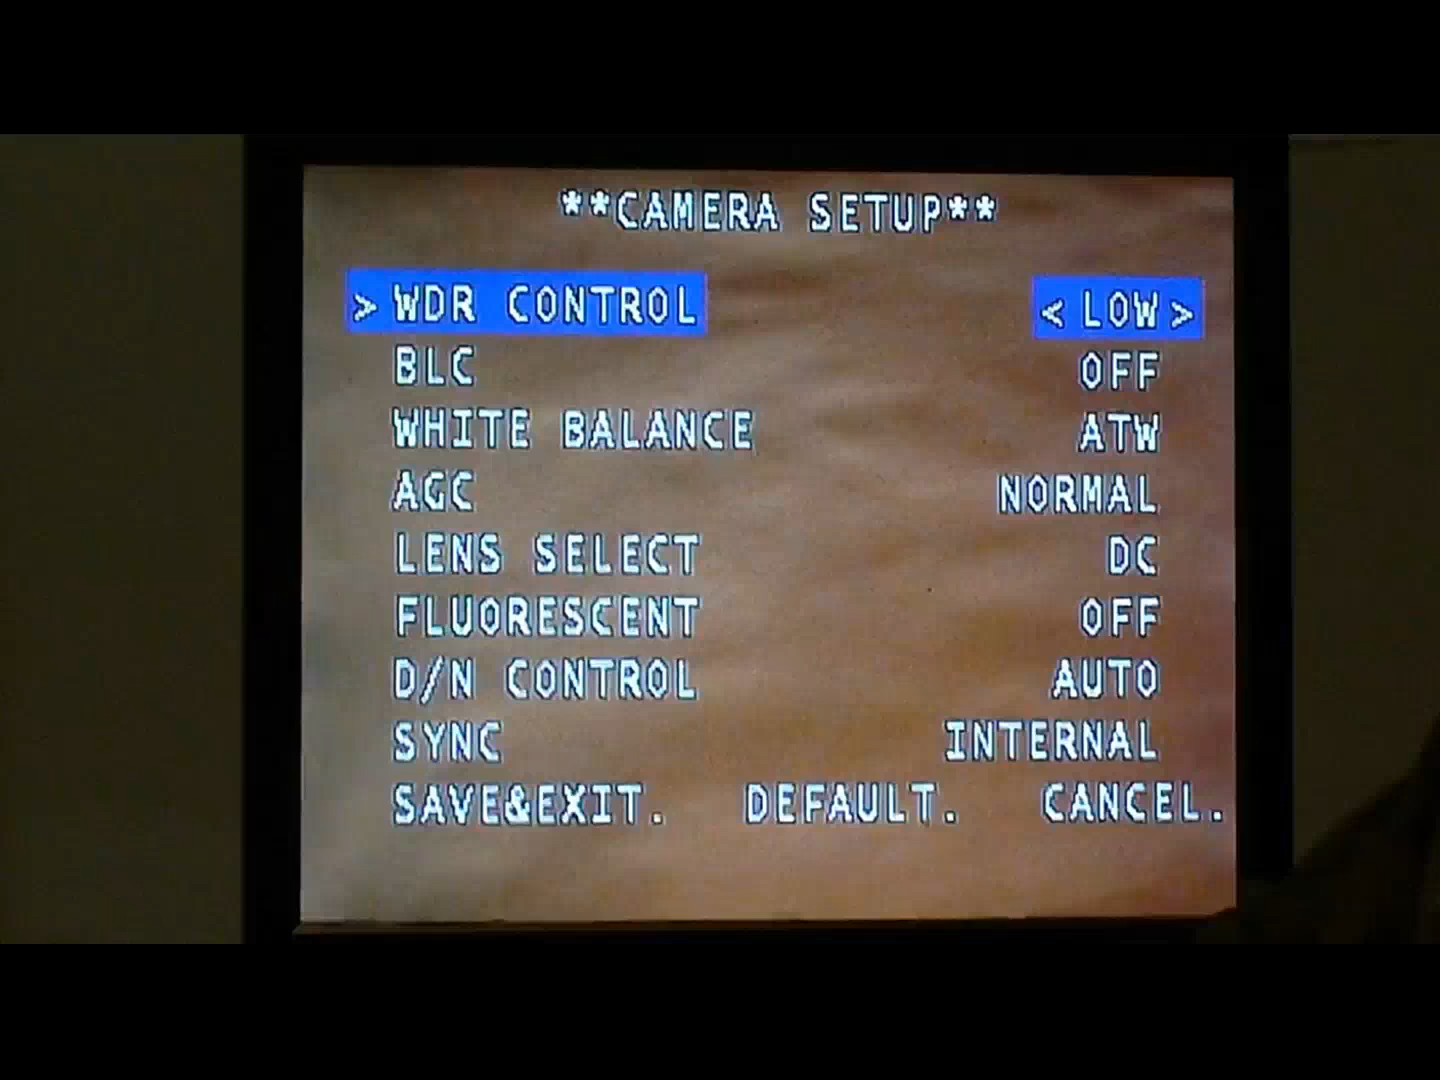 **CAMERA SETUP**
> WDR CONTROL < LOW >
BLC OFF
WHITE BALANCE ATW
AGC NORMAL
LENS SELECT DC
FLUORESCENT OFF
D/N CONTROL AUTO
SYNC INTERNAL
SAVE&EXIT. DEFAULT. CANCEL.